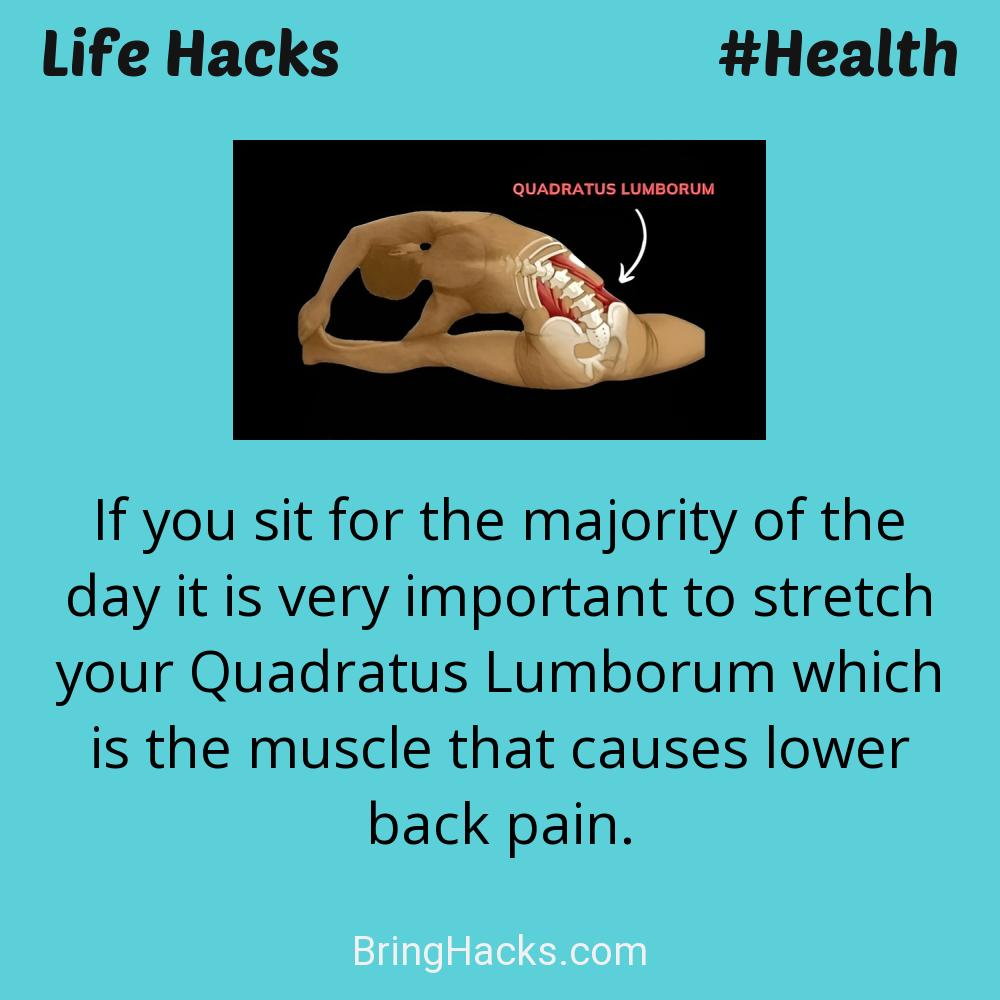 Life Hacks #Health
QUADRATUS LUMBORUM
If you sit for the majority of the
day it is very important to stretch
your Quadratus Lumborum which
is the muscle that causes lower
back pain.
BringHacks.com